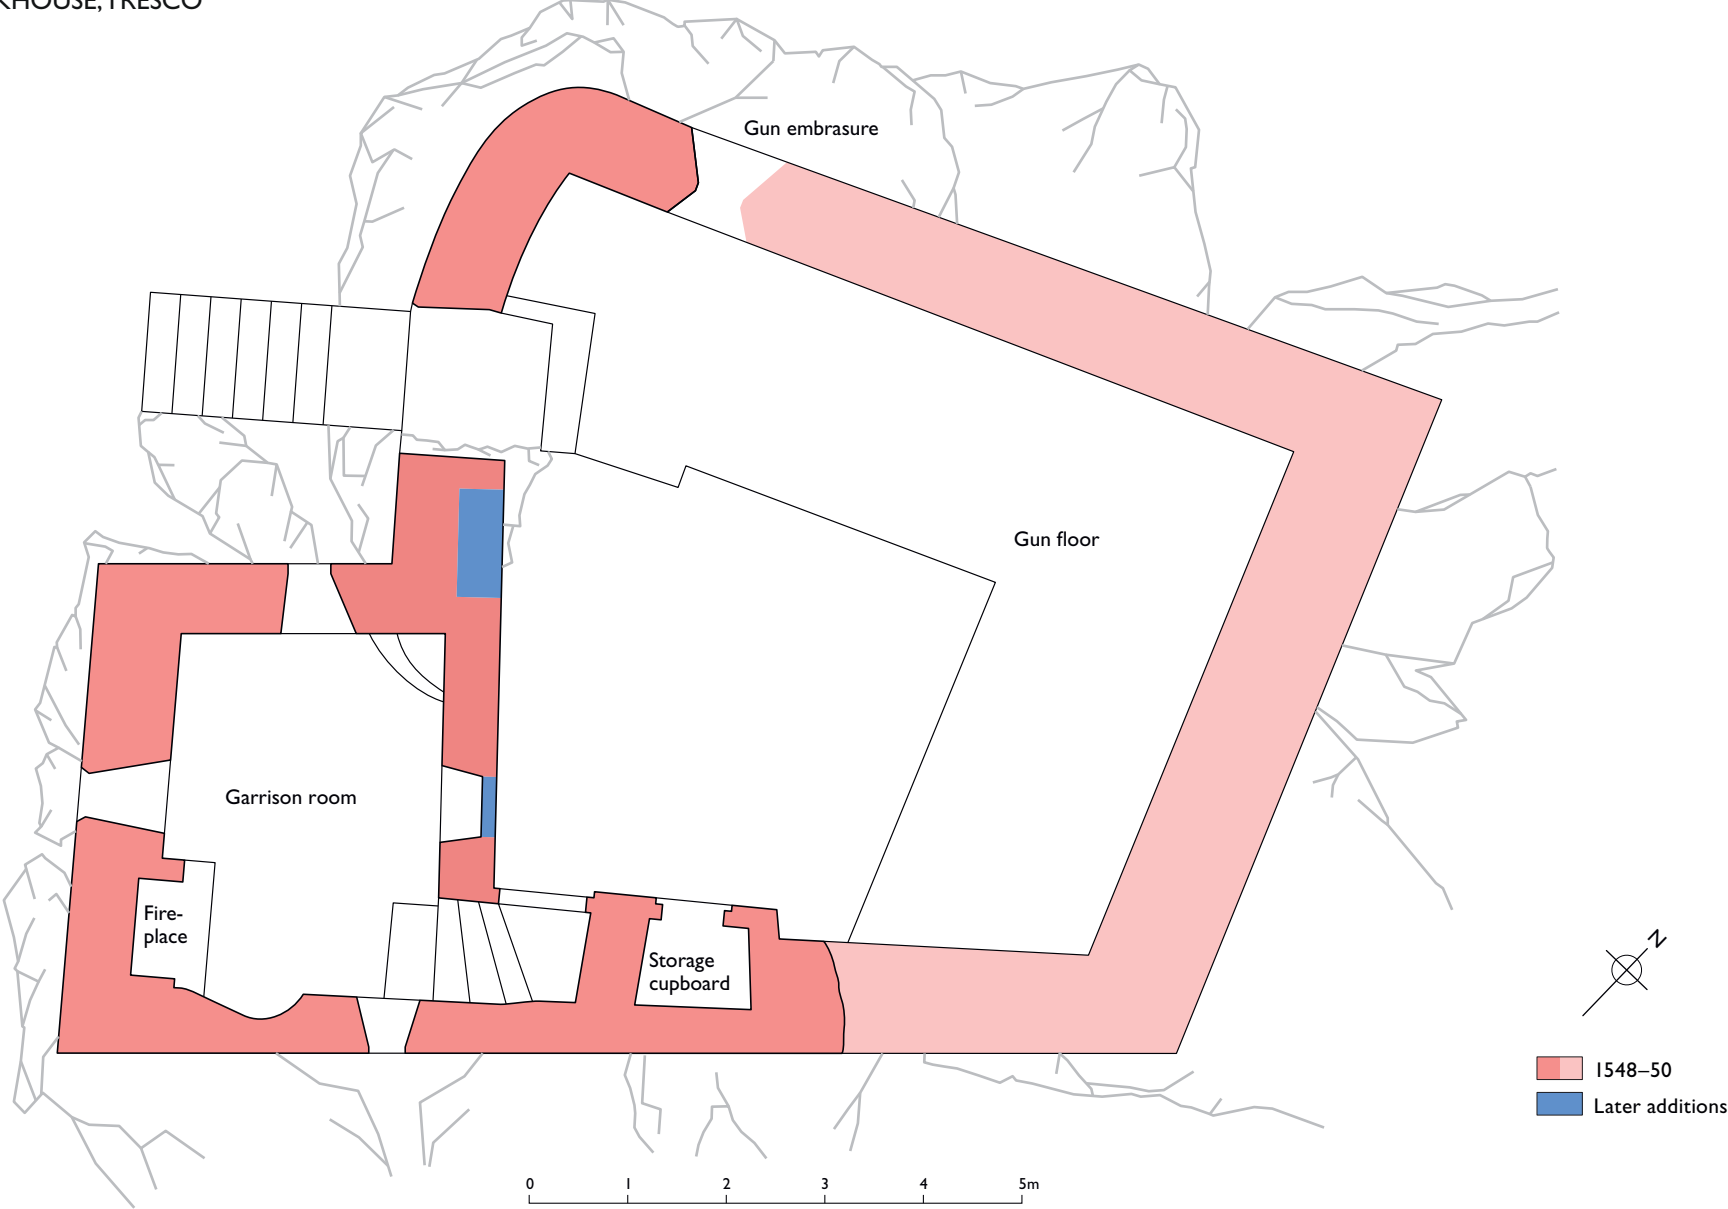 KHOUSE, TRESCO
Gun embrasure
Gun floor
Garrison room
Fire-
place
Storage
cupboard
N
1548–50
Later additions
0 1 2 3 4 5m